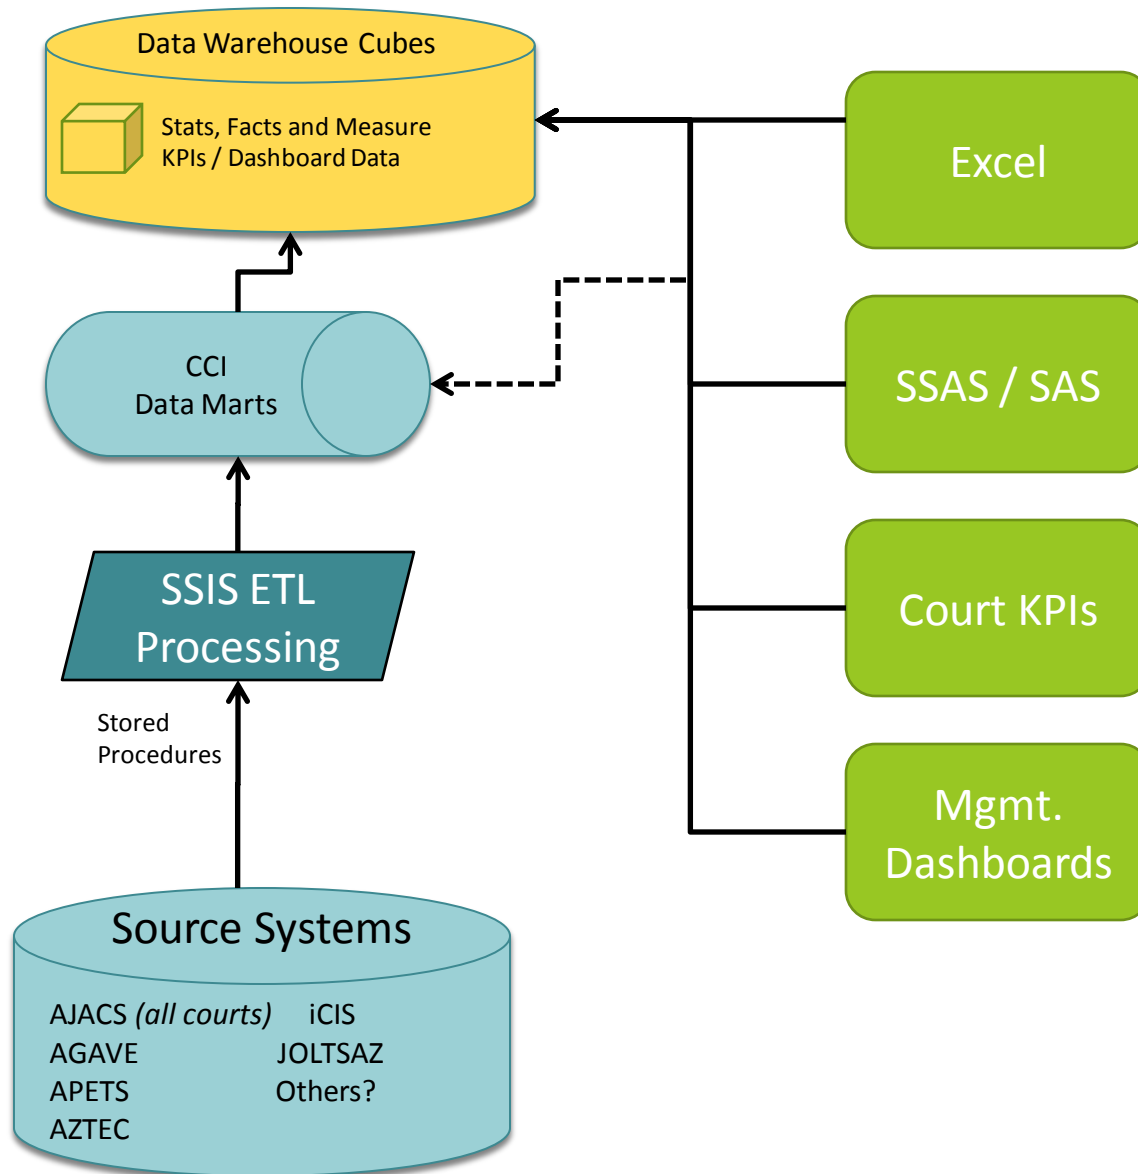 Data Warehouse Cubes
Stats, Facts and Measure
KPIs / Dashboard Data
CCI
Data Marts
SSIS ETL
Processing
Stored
Procedures
Source Systems
AJACS (all courts) iCIS
AGAVE JOLTSAZ
APETS Others?
AZTEC
Excel
SSAS / SAS
Court KPIs
Mgmt.
Dashboards